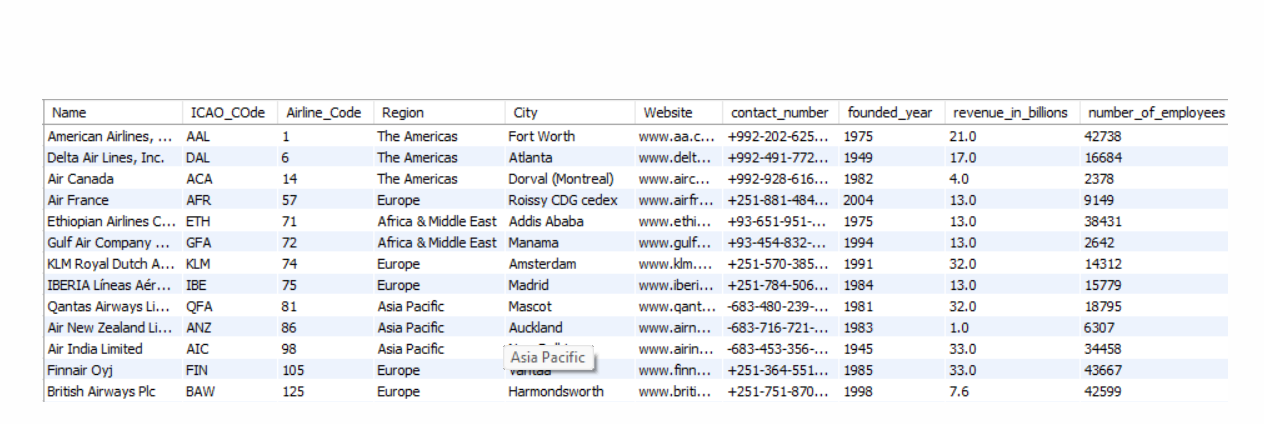 Name ICAO_COde Airline_Code Region City Website contact_number founded_year revenue_in_billions number_of_employees
American Airlines, ... AAL 1 The Americas Fort Worth www.aa.c... +992-202-625... 1975 21.0 42738
Delta Air Lines, Inc. DAL 6 The Americas Atlanta www.delt... +992-491-772... 1949 17.0 16684
Air Canada ACA 14 The Americas Dorval (Montreal) www.airc... +992-928-616... 1982 4.0 2378
Air France AFR 57 Europe Roissy CDG cedex www.airfr... +251-881-484... 2004 13.0 9149
Ethiopian Airlines C... ETH 71 Africa & Middle East Addis Ababa www.ethi... +93-651-951-... 1975 13.0 38431
Gulf Air Company ... GFA 72 Africa & Middle East Manama www.gulf... +93-454-832-... 1994 13.0 2642
KLM Royal Dutch A... KLM 74 Europe Amsterdam www.klm.... +251-570-385... 1991 32.0 14312
IBERIA Líneas Aér... IBE 75 Europe Madrid www.iberi... +251-784-506... 1984 13.0 15779
Qantas Airways Li... QFA 81 Asia Pacific Mascot www.qant... -683-480-239-... 1981 32.0 18795
Air New Zealand Li... ANZ 86 Asia Pacific Auckland www.airn... -683-716-721-... 1983 1.0 6307
Air India Limited AIC 98 Asia Pacific www.airin... -683-453-356-... 1945 33.0 34458
Asia Pacific
Finnair Oyj FIN 105 Europe www.finn... +251-364-551... 1985 33.0 43667
British Airways Plc BAW 125 Europe Harmondsworth www.briti... +251-751-870... 1998 7.6 42599